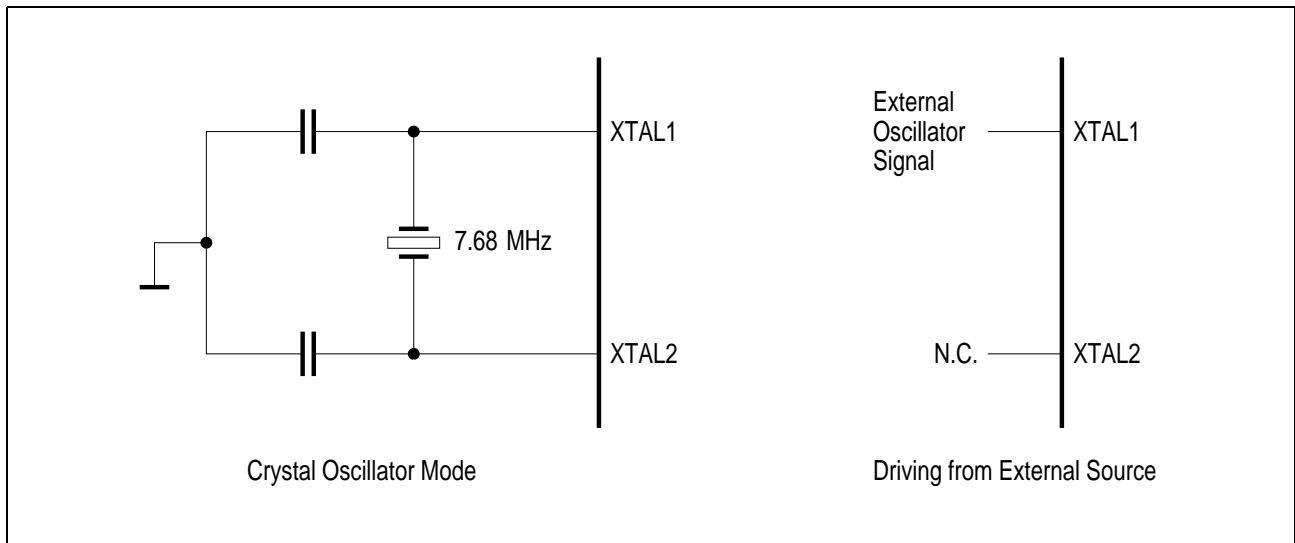 XTAL1
7.68 MHz
XTAL2
Crystal Oscillator Mode
External
Oscillator
Signal
XTAL1
N.C.
XTAL2
Driving from External Source